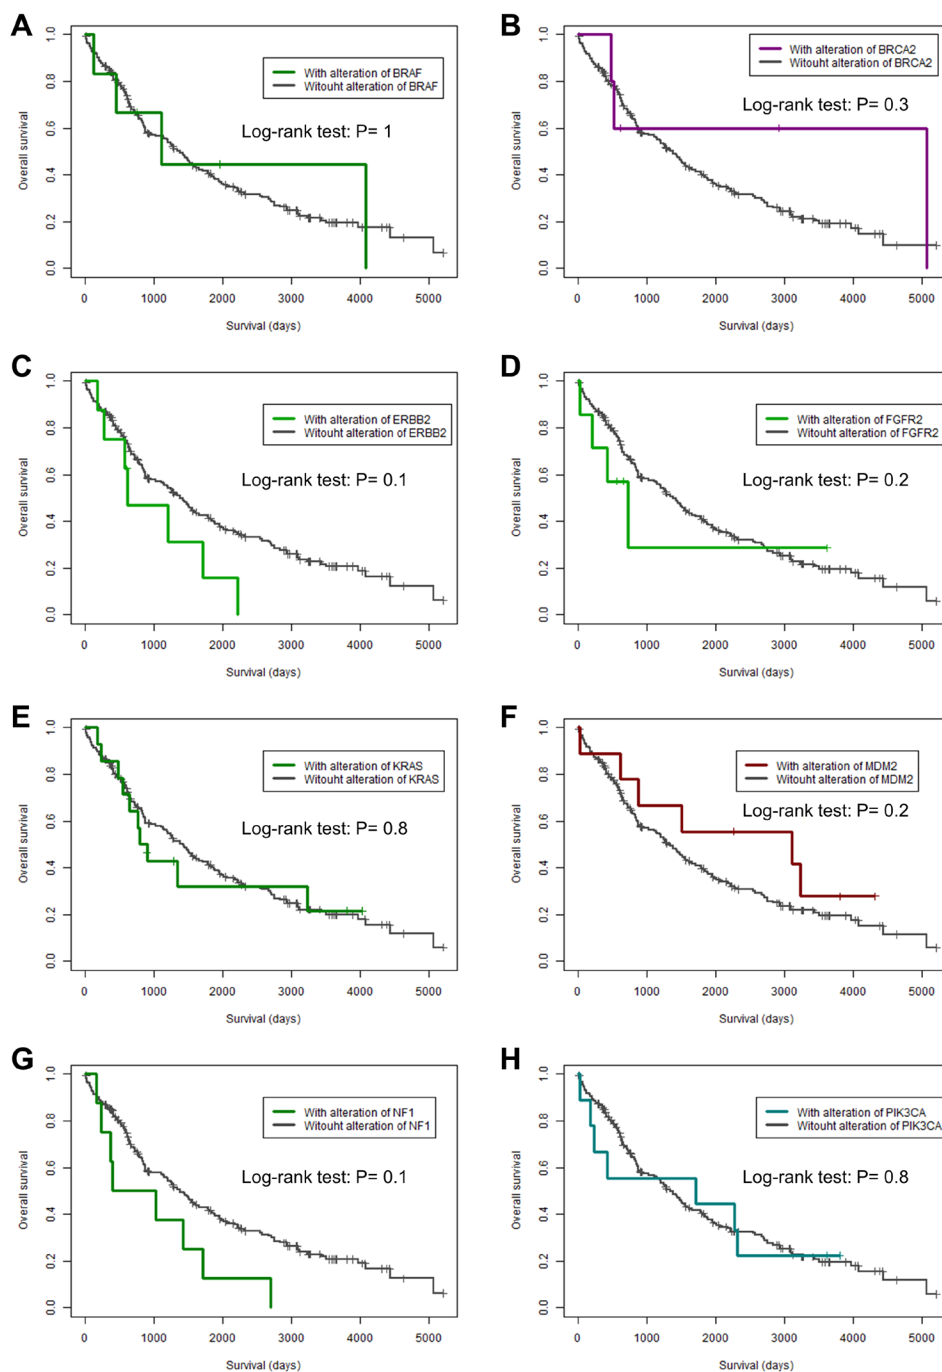 A
Overall survival
0.0 0.2 0.4 0.6 0.8 1.0
With alteration of BRAF
Witouht alteration of BRAF
Log-rank test: P= 1
0 1000 2000 3000 4000 5000
Survival (days)
B
Overall survival
0.0 0.2 0.4 0.6 0.8 1.0
With alteration of BRCA2
Witouht alteration of BRCA2
Log-rank test: P= 0.3
0 1000 2000 3000 4000 5000
Survival (days)
C
Overall survival
0.0 0.2 0.4 0.6 0.8 1.0
With alteration of ERBB2
Witouht alteration of ERBB2
Log-rank test: P= 0.1
0 1000 2000 3000 4000 5000
Survival (days)
D
Overall survival
0.0 0.2 0.4 0.6 0.8 1.0
With alteration of FGFR2
Witouht alteration of FGFR2
Log-rank test: P= 0.2
0 1000 2000 3000 4000 5000
Survival (days)
E
Overall survival
0.0 0.2 0.4 0.6 0.8 1.0
With alteration of KRAS
Witouht alteration of KRAS
Log-rank test: P= 0.8
0 1000 2000 3000 4000 5000
Survival (days)
F
Overall survival
0.0 0.2 0.4 0.6 0.8 1.0
With alteration of MDM2
Witouht alteration of MDM2
Log-rank test: P= 0.2
0 1000 2000 3000 4000 5000
Survival (days)
G
Overall survival
0.0 0.2 0.4 0.6 0.8 1.0
With alteration of NF1
Witouht alteration of NF1
Log-rank test: P= 0.1
0 1000 2000 3000 4000 5000
Survival (days)
H
Overall survival
0.0 0.2 0.4 0.6 0.8 1.0
With alteration of PIK3CA
Witouht alteration of PIK3CA
Log-rank test: P= 0.8
0 1000 2000 3000 4000 5000
Survival (days)